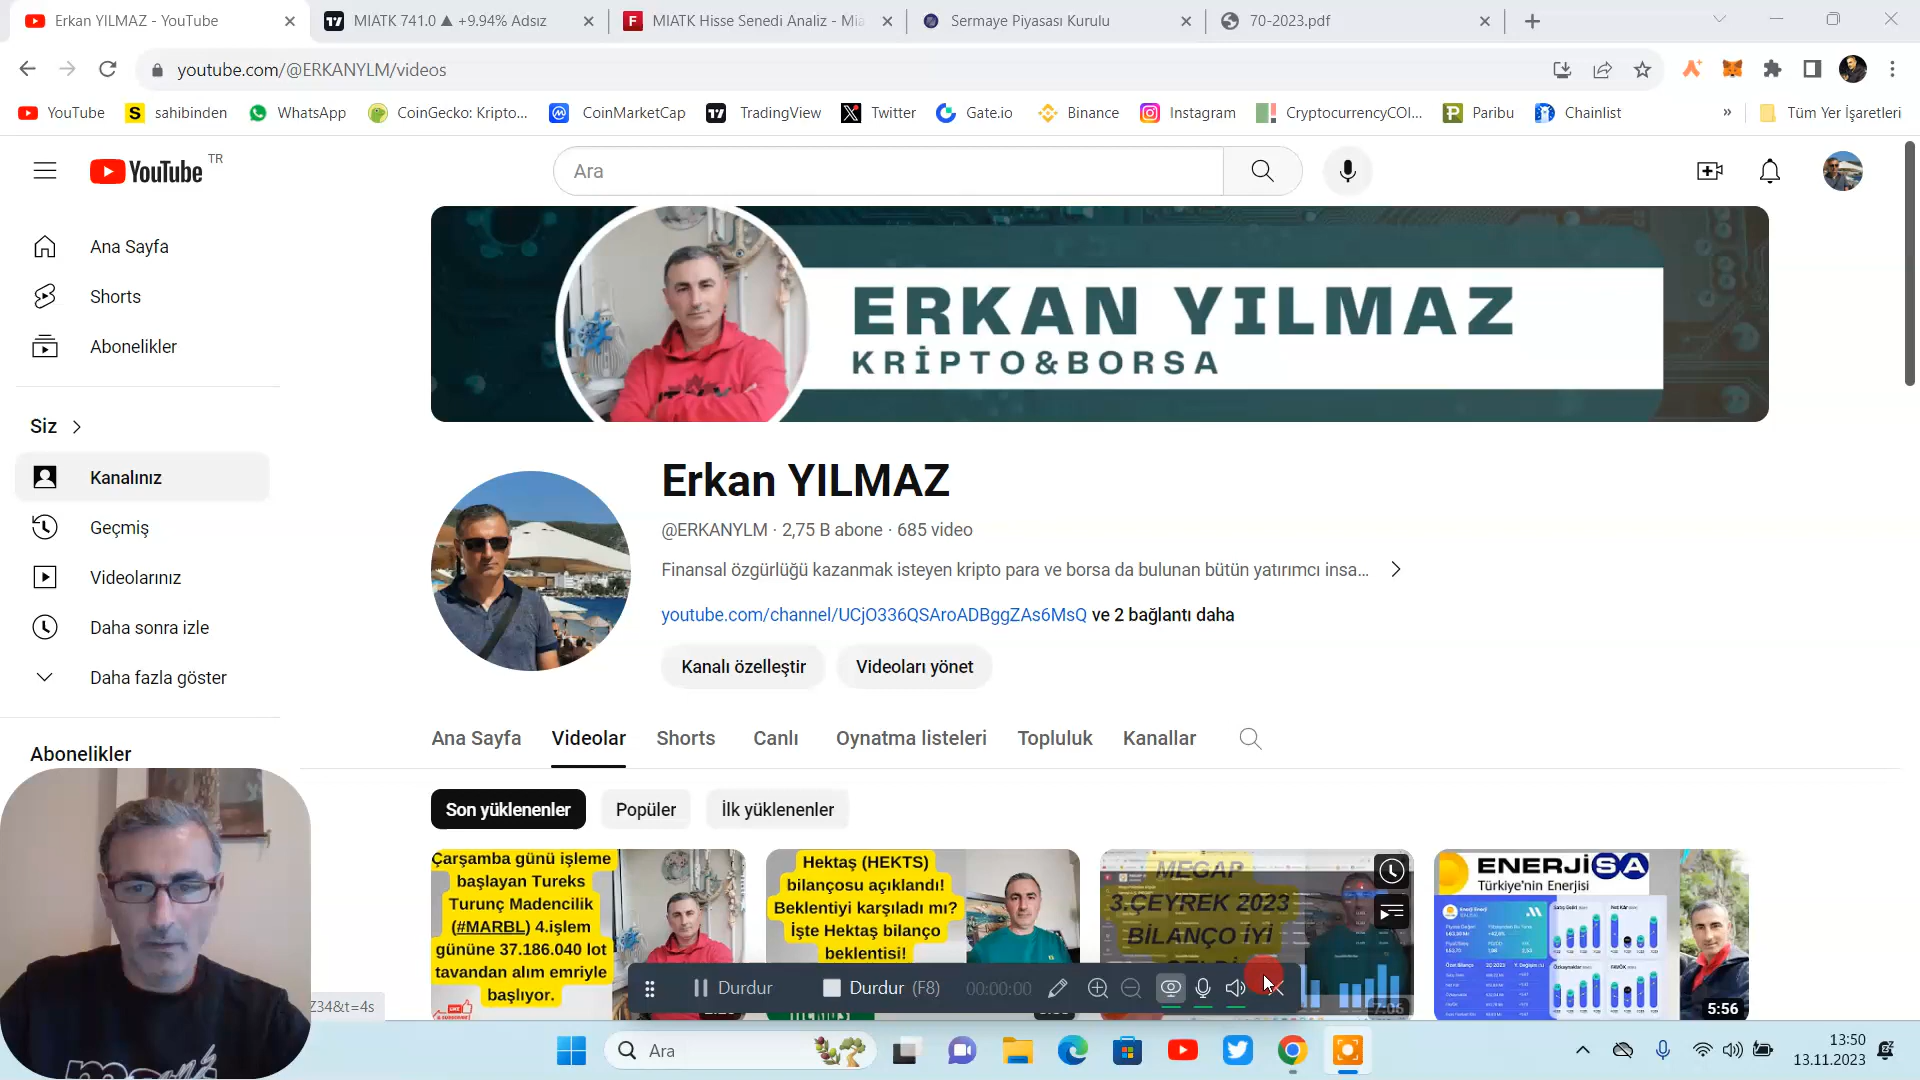 Erkan YILMAZ - YouTube
MIATK 741.0 ▲ +9,94% Adsız
MIATK Hisse Senedi Analiz - Mia
Sermaye Piyasası Kurulu
70-2023.pdf
youtube.com/@ERKANYLM/videos
YouTube
sahibinden
WhatsApp
CoinGecko: Kripto...
CoinMarketCap
TradingView
Twitter
Gate.io
Binance
Instagram
CryptocurrencyCOI...
Paribu
Chainlist
»
Tüm Yer İşaretleri
YouTube TR
Ara
Ana Sayfa
Shorts
Abonelikler
Siz
Kanalınız
Geçmiş
Videolarınız
Daha sonra izle
Daha fazla göster
Abonelikler
ERKAN YILMAZ
KRİPTO&BORSA
Erkan YILMAZ
@ERKANYLM · 2,75 B abone · 685 video
Finansal özgürlüğü kazanmak isteyen kripto para ve borsa da bulunan bütün yatırımcı insa...
youtube.com/channel/UCjO336QSAroADBggZAs6MsQ ve 2 bağlantı daha
Kanalı özelleştir
Videoları yönet
Ana Sayfa
Videolar
Shorts
Canlı
Oynatma listeleri
Topluluk
Kanallar
Son yüklenenler
Popüler
İlk yüklenenler
Çarşamba günü işleme
başlayan Tureks
Turunç Madencilik
(#MARBL) 4.işlem
gününe 37.186.040 lot
tavandan alım emriyle
başlıyor.
Hektaş (HEKTS)
bilançosu açıklandı!
Beklentiyi karşıladı mı?
İşte Hektaş bilanço
beklentisi!
MEGAP
3.ÇEYREK 2023
BİLANÇO İYİ
7:06
ENERJiSA
Türkiye'nin Enerjisi
5:56
Z34&t=4s
Durdur
Durdur (F8)
00:00:00
Ara
13:50
13.11.2023